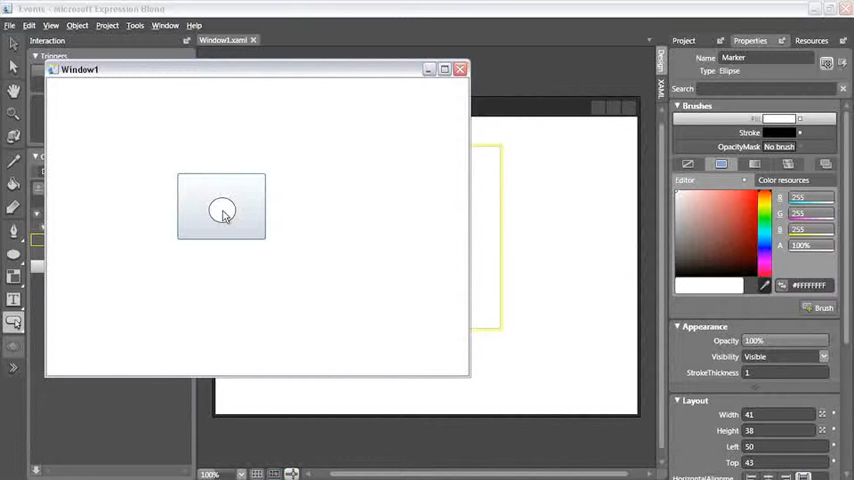 Events - Microsoft Expression Blend
File Edit View Object Project Tools Window Help
Interaction
Window1.xaml
Project Properties Resources
Triggers
Window1
Name Marker
Type Ellipse
Search
Design
XAML
Brushes
Fill
Stroke
OpacityMask No brush
Editor Color resources
R 255
G 255
B 255
A 100%
#FFFFFFFF
Brush
Appearance
Opacity 100%
Visibility Visible
StrokeThickness 1
Layout
Width 41
Height 38
Left 50
Top 43
100%